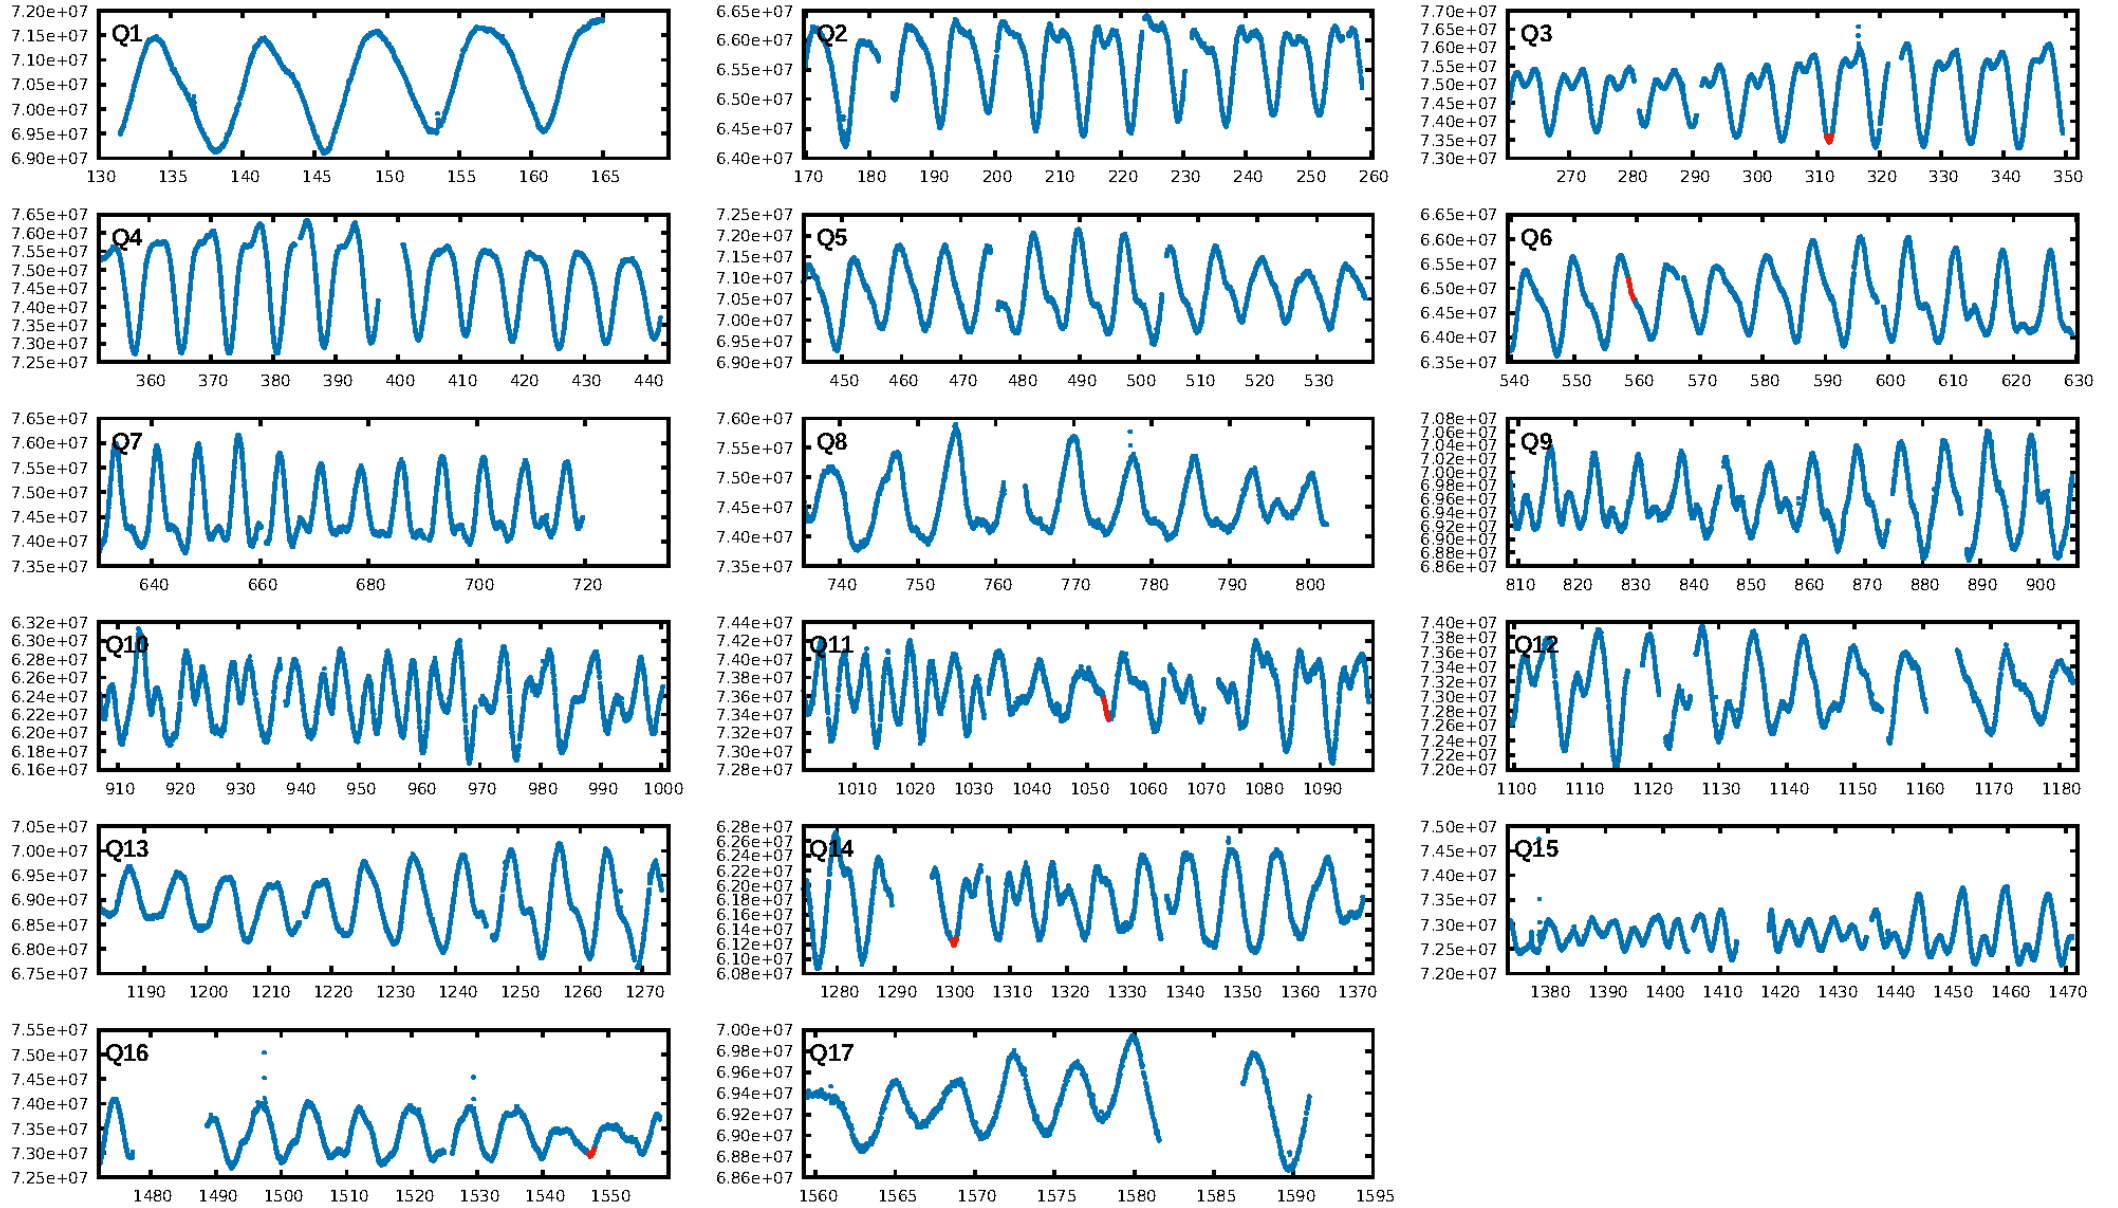 Q1
7.20e+07
7.15e+07
7.10e+07
7.05e+07
7.00e+07
6.95e+07
6.90e+07
130 135 140 145 150 155 160 165
Q2
6.65e+07
6.60e+07
6.55e+07
6.50e+07
6.45e+07
6.40e+07
170 180 190 200 210 220 230 240 250 260
Q3
7.70e+07
7.65e+07
7.60e+07
7.55e+07
7.50e+07
7.45e+07
7.40e+07
7.35e+07
7.30e+07
270 280 290 300 310 320 330 340 350
Q4
7.65e+07
7.60e+07
7.55e+07
7.50e+07
7.45e+07
7.40e+07
7.35e+07
7.30e+07
7.25e+07
360 370 380 390 400 410 420 430 440
Q5
7.25e+07
7.20e+07
7.15e+07
7.10e+07
7.05e+07
7.00e+07
6.95e+07
6.90e+07
450 460 470 480 490 500 510 520 530
Q6
6.65e+07
6.60e+07
6.55e+07
6.50e+07
6.45e+07
6.40e+07
6.35e+07
540 550 560 570 580 590 600 610 620 630
Q7
7.65e+07
7.60e+07
7.55e+07
7.50e+07
7.45e+07
7.40e+07
7.35e+07
640 660 680 700 720
Q8
7.60e+07
7.55e+07
7.50e+07
7.45e+07
7.40e+07
7.35e+07
740 750 760 770 780 790 800
Q9
7.08e+07
7.06e+07
7.04e+07
7.02e+07
7.00e+07
6.98e+07
6.96e+07
6.94e+07
6.92e+07
6.90e+07
6.88e+07
6.86e+07
810 820 830 840 850 860 870 880 890 900
Q10
6.32e+07
6.30e+07
6.28e+07
6.26e+07
6.24e+07
6.22e+07
6.20e+07
6.18e+07
6.16e+07
910 920 930 940 950 960 970 980 990 1000
Q11
7.44e+07
7.42e+07
7.40e+07
7.38e+07
7.36e+07
7.34e+07
7.32e+07
7.30e+07
7.28e+07
1010 1020 1030 1040 1050 1060 1070 1080 1090
Q12
7.40e+07
7.38e+07
7.36e+07
7.34e+07
7.32e+07
7.30e+07
7.28e+07
7.26e+07
7.24e+07
7.22e+07
7.20e+07
1100 1110 1120 1130 1140 1150 1160 1170 1180
Q13
7.05e+07
7.00e+07
6.95e+07
6.90e+07
6.85e+07
6.80e+07
6.75e+07
1190 1200 1210 1220 1230 1240 1250 1260 1270
Q14
6.28e+07
6.26e+07
6.24e+07
6.22e+07
6.20e+07
6.18e+07
6.16e+07
6.14e+07
6.12e+07
6.10e+07
6.08e+07
1280 1290 1300 1310 1320 1330 1340 1350 1360 1370
Q15
7.50e+07
7.45e+07
7.40e+07
7.35e+07
7.30e+07
7.25e+07
7.20e+07
1380 1390 1400 1410 1420 1430 1440 1450 1460 1470
Q16
7.55e+07
7.50e+07
7.45e+07
7.40e+07
7.35e+07
7.30e+07
7.25e+07
1480 1490 1500 1510 1520 1530 1540 1550
Q17
7.00e+07
6.98e+07
6.96e+07
6.94e+07
6.92e+07
6.90e+07
6.88e+07
6.86e+07
1560 1565 1570 1575 1580 1585 1590 1595